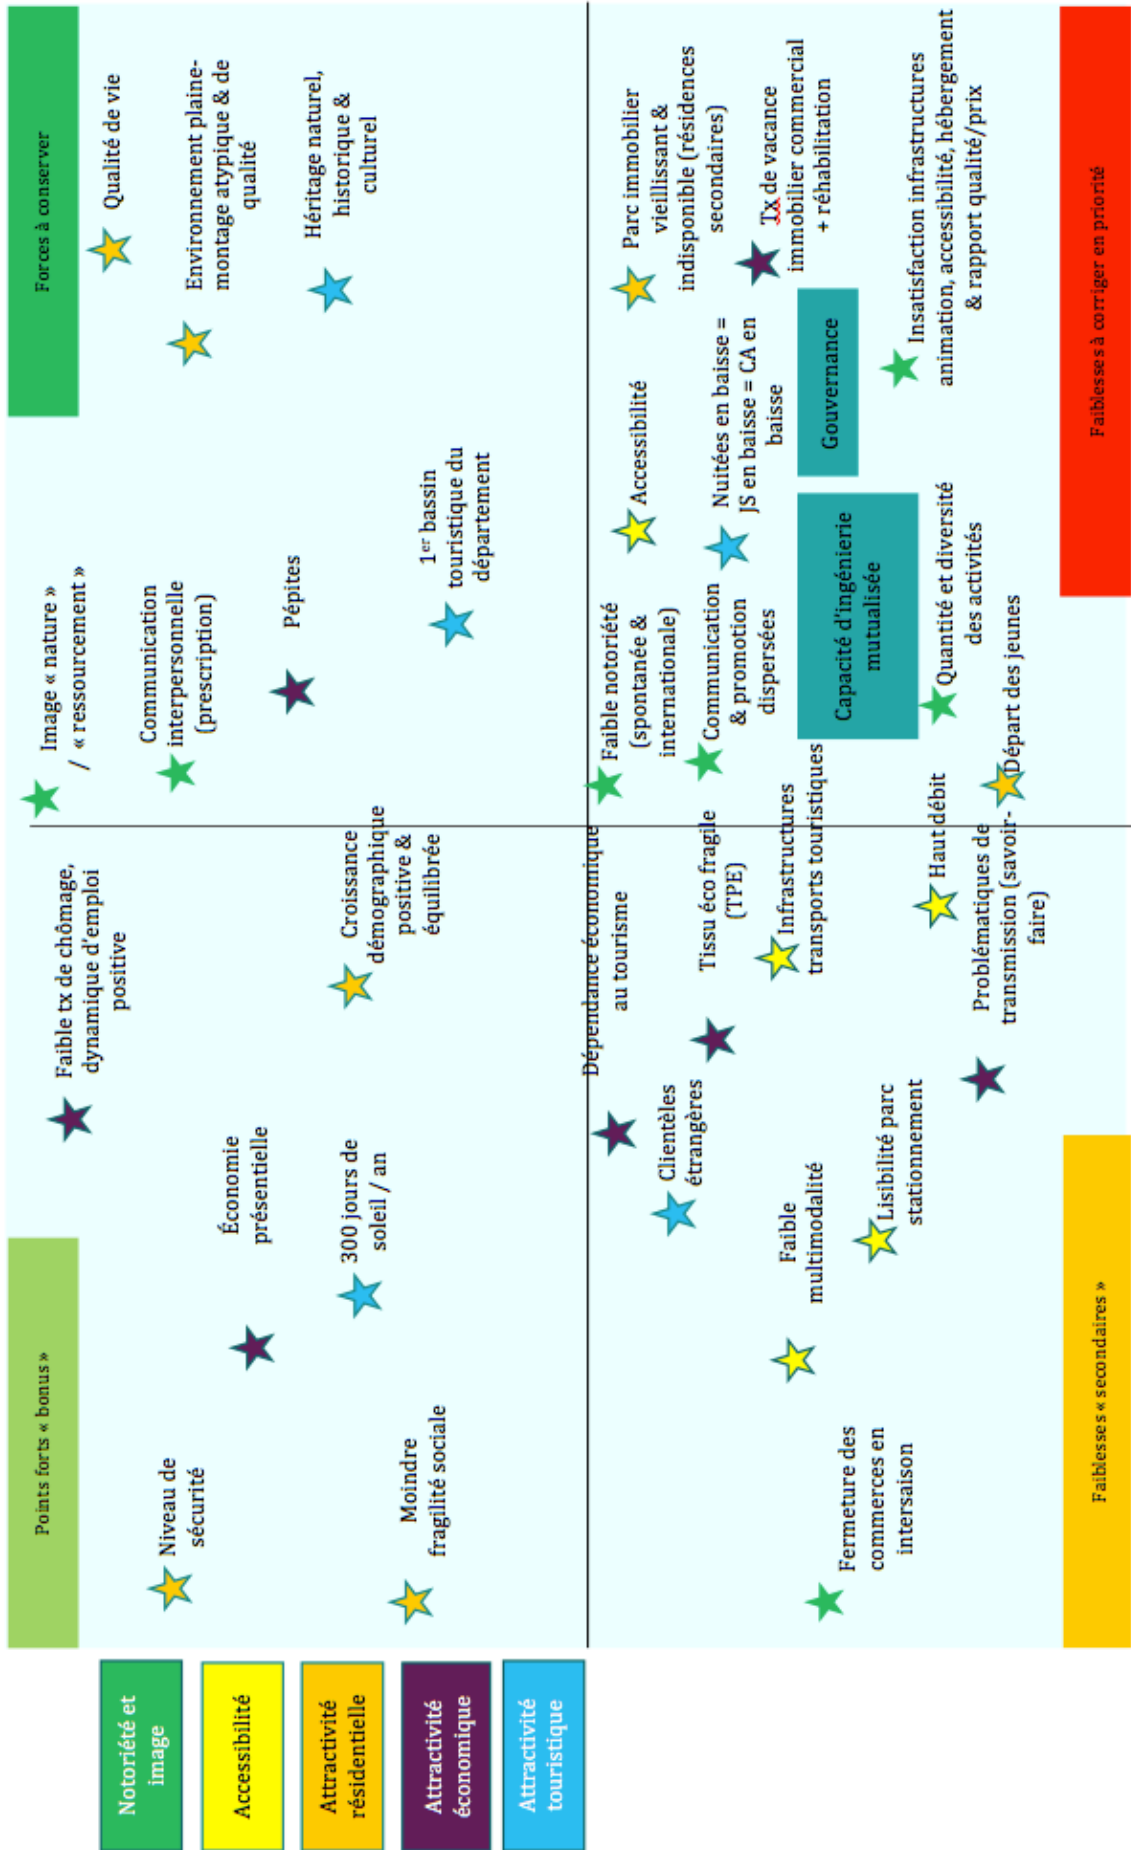 Notoriété et
image
Accessibilité
Attractivité
résidentielle
Attractivité
économique
Attractivité
touristique
Points forts « bonus »
Faible tx de chômage,
dynamique d'emploi
positive
Niveau de
sécurité
Économie
présentielle
300 jours de
soleil / an
Croissance
démographique
positive &
équilibrée
Moindre
fragilité sociale
Forces à conserver
Image « nature »
/ « ressourcement »
Qualité de vie
Communication
interpersonnelle
(prescription)
Environnement plaine-
montage atypique & de
qualité
Pépites
Héritage naturel,
historique &
culturel
1er bassin
touristique du
département
Dépendance économique
au tourisme
Clientèles
étrangères
Tissu éco fragile
(TPE)
Infrastructures
transports touristiques
Faible
multimodalité
Fermeture des
commerces en
intersaison
Lisibilité parc
stationnement
Haut débit
Problématiques de
transmission (savoir-
faire)
Faiblesses « secondaires »
Faible notoriété
(spontanée &
internationale)
Accessibilité
Parc immobilier
vieillissant &
indisponible (résidences
secondaires)
Communication
& promotion
dispersées
Nuitées en baisse =
JS en baisse = CA en
baisse
Tx de vacance
immobilier commercial
+ réhabilitation
Capacité d'ingénierie
mutualisée
Gouvernance
Quantité et diversité
des activités
Insatisfaction infrastructures
animation, accessibilité, hébergement
& rapport qualité/prix
Départ des jeunes
Faiblesses à corriger en priorité